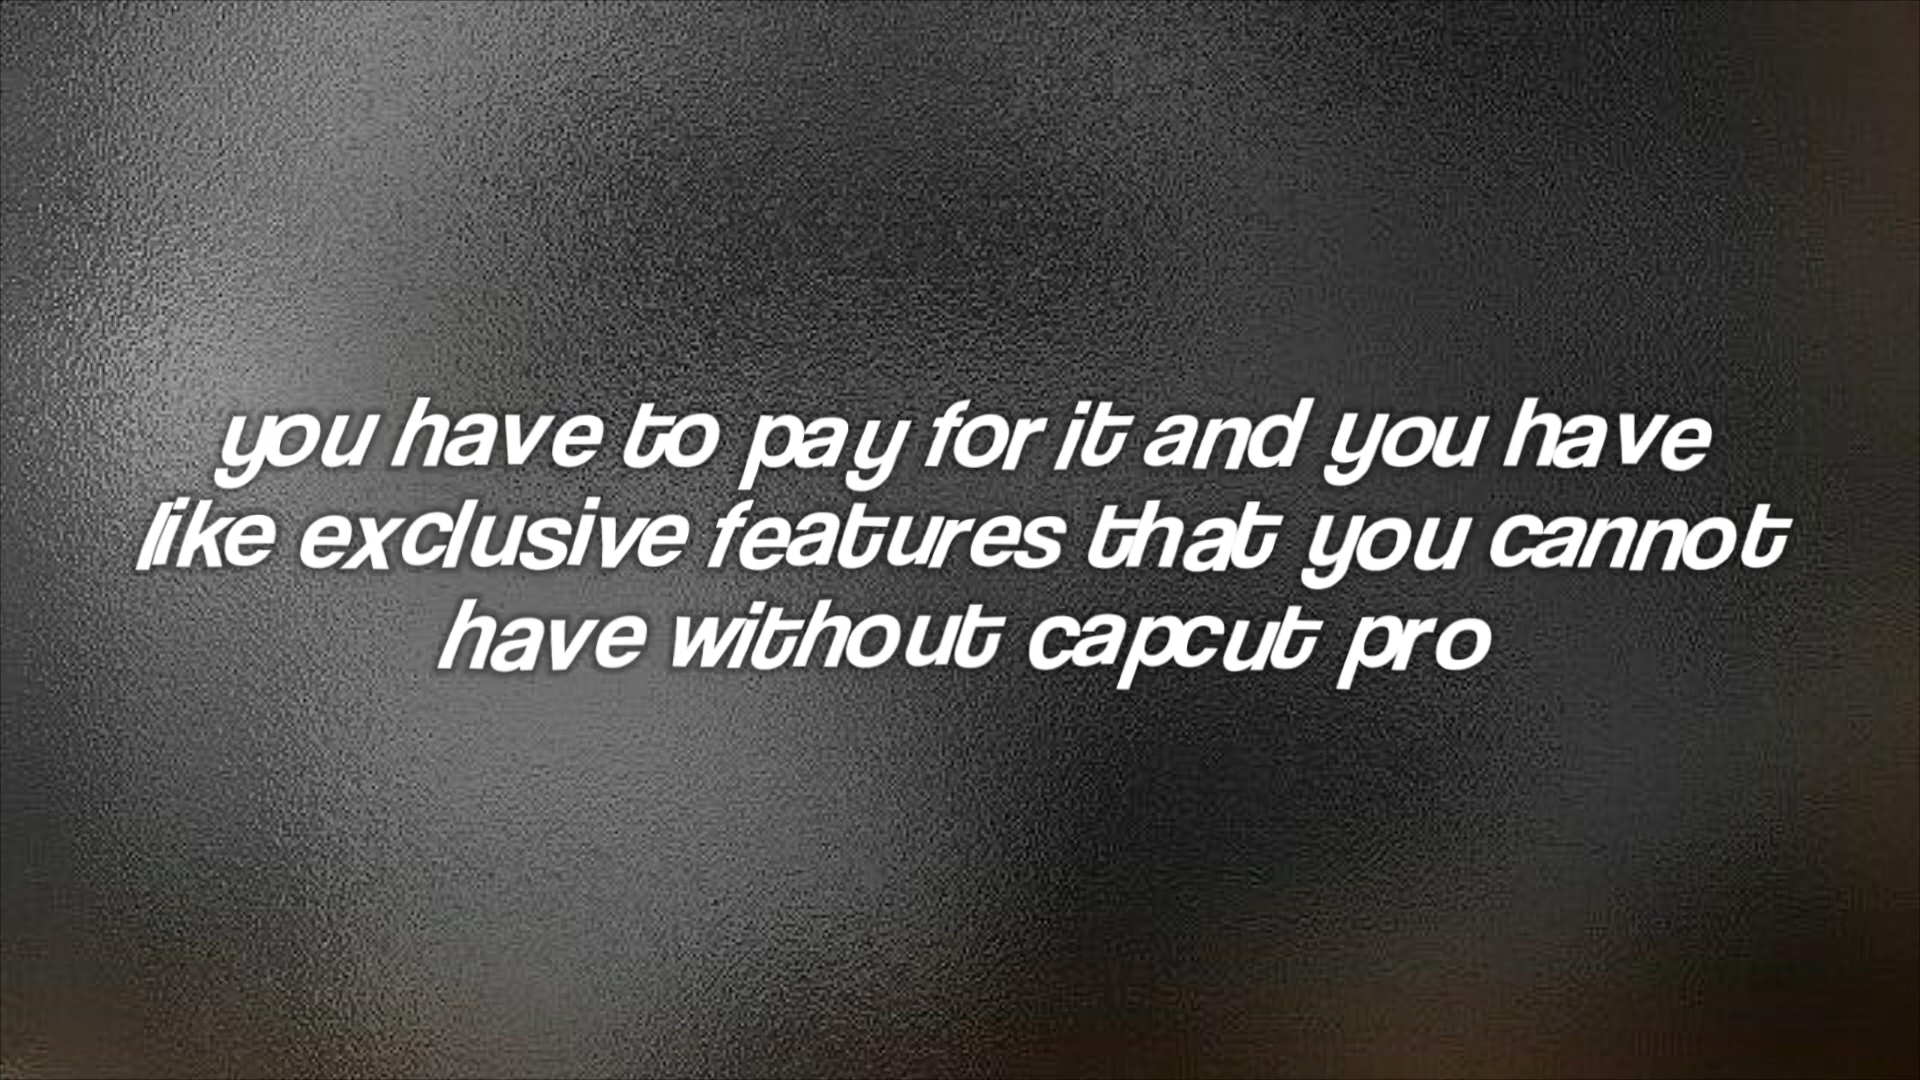 you have to pay for it and you have
like exclusive features that you cannot
have without capcut pro